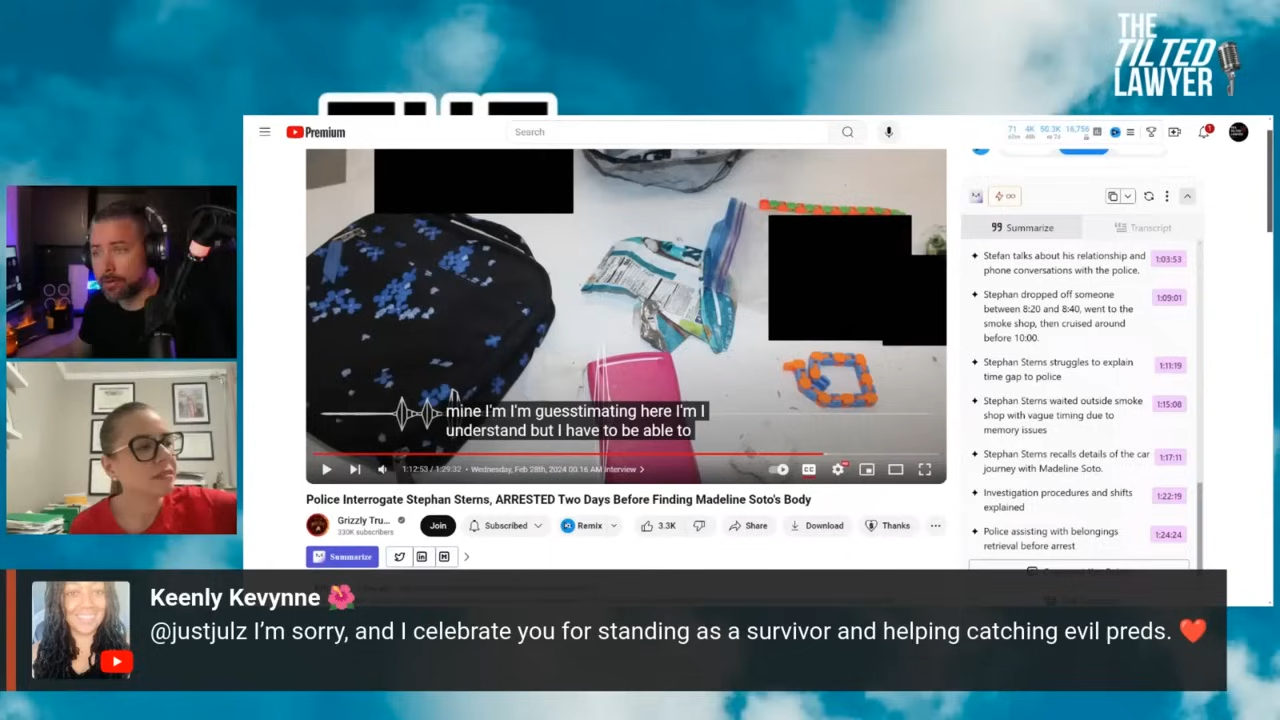 THE
TILTED
LAWYER
Premium
Search
71 4K 50.3K 16,756
Summarize
Transcript
Stefan talks about his relationship and
phone conversations with the police.
1:03:53
Stephan dropped off someone
between 8:20 and 8:40, went to the
smoke shop, then cruised around
before 10:00.
1:09:01
Stephan Sterns struggles to explain
time gap to police
1:11:19
Stephan Sterns waited outside smoke
shop with vague timing due to
memory issues
1:15:08
Stephan Sterns recalls details of the car
journey with Madeline Soto.
1:17:11
Investigation procedures and shifts
explained
1:22:19
Police assisting with belongings
retrieval before arrest
1:24:24
mine I'm I'm guesstimating here I'm I
understand but I have to be able to
1:12:53 / 1:29:32 • Wednesday, Feb 28th, 2024 00.16 AM Interview
Police Interrogate Stephan Sterns, ARRESTED Two Days Before Finding Madeline Soto's Body
Grizzly Tru...
330K subscribers
Join
Subscribed
Remix
3.3K
Share
Download
Thanks
Summarize
Keenly Kevynne 🌺
@justjulz I'm sorry, and I celebrate you for standing as a survivor and helping catching evil preds. ❤️